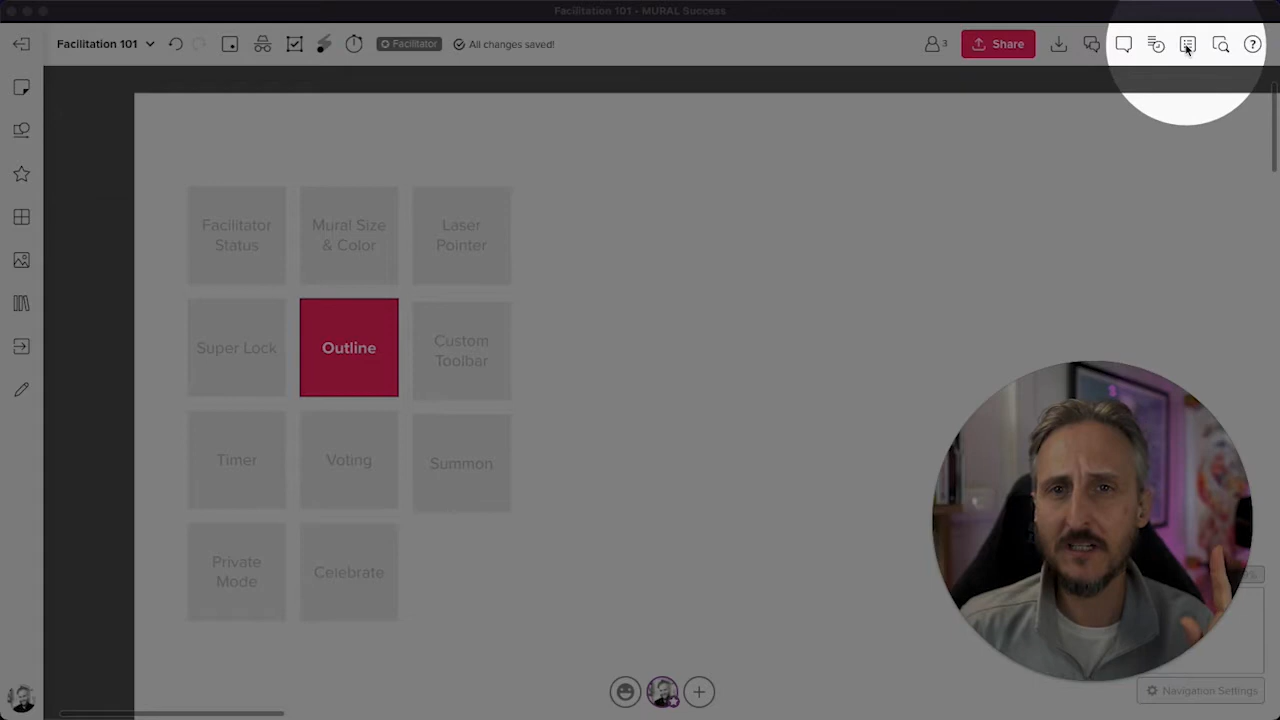 Facilitation 101 • MURAL Success
Facilitation 101
Facilitator
All changes saved!
3
Share
?
Facilitator
Status
Mural Size
& Color
Laser
Pointer
Super Lock
Outline
Custom
Toolbar
Timer
Voting
Summon
Private
Mode
Celebrate
Navigation Settings